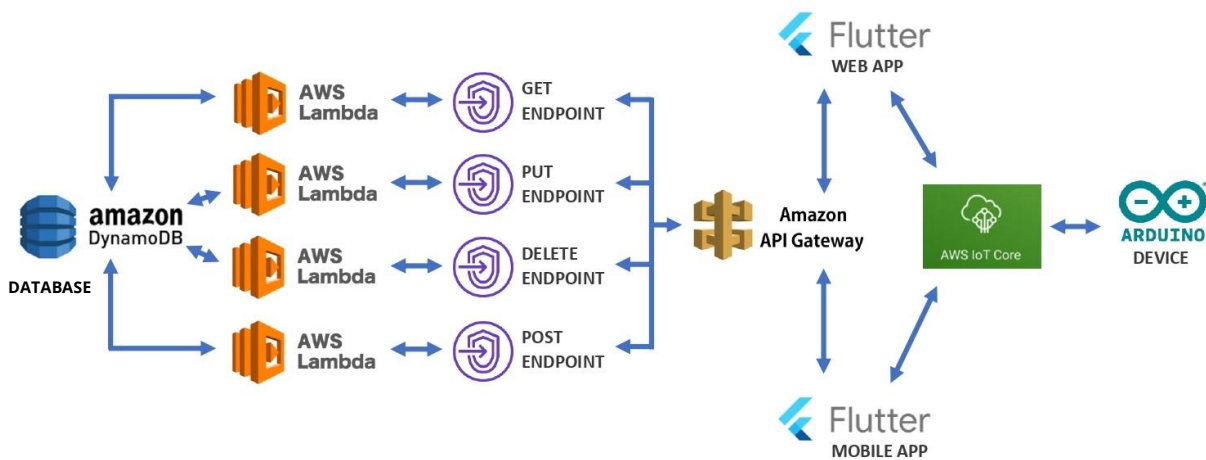 Flutter
WEB APP
AWS
Lambda
GET
ENDPOINT
AWS
Lambda
PUT
ENDPOINT
amazon
DynamoDB
DATABASE
Amazon
API Gateway
AWS IoT Core
ARDUINO
DEVICE
AWS
Lambda
DELETE
ENDPOINT
AWS
Lambda
POST
ENDPOINT
Flutter
MOBILE APP